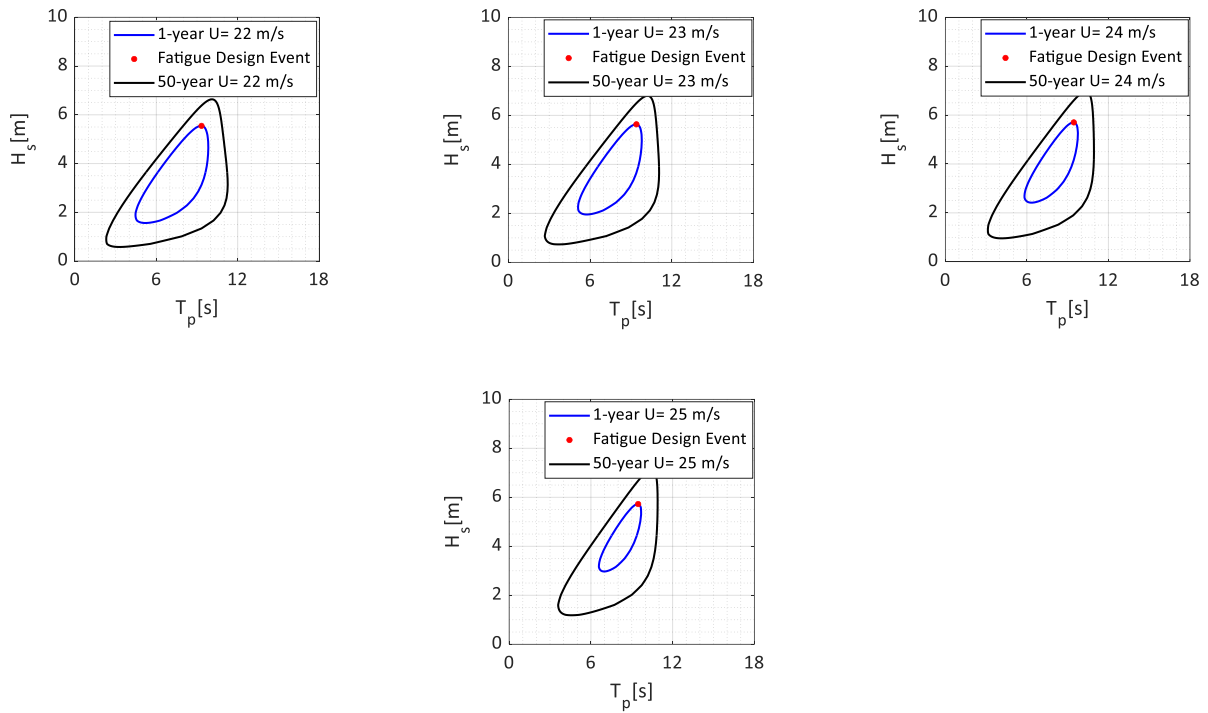 10
8
6
4
2
0
H s [m]
1-year U= 22 m/s
Fatigue Design Event
50-year U= 22 m/s
0 6 12 18
T p [s]
10
8
6
4
2
0
H s [m]
1-year U= 23 m/s
Fatigue Design Event
50-year U= 23 m/s
0 6 12 18
T p [s]
10
8
6
4
2
0
H s [m]
1-year U= 24 m/s
Fatigue Design Event
50-year U= 24 m/s
0 6 12 18
T p [s]
10
8
6
4
2
0
H s [m]
1-year U= 25 m/s
Fatigue Design Event
50-year U= 25 m/s
0 6 12 18
T p [s]